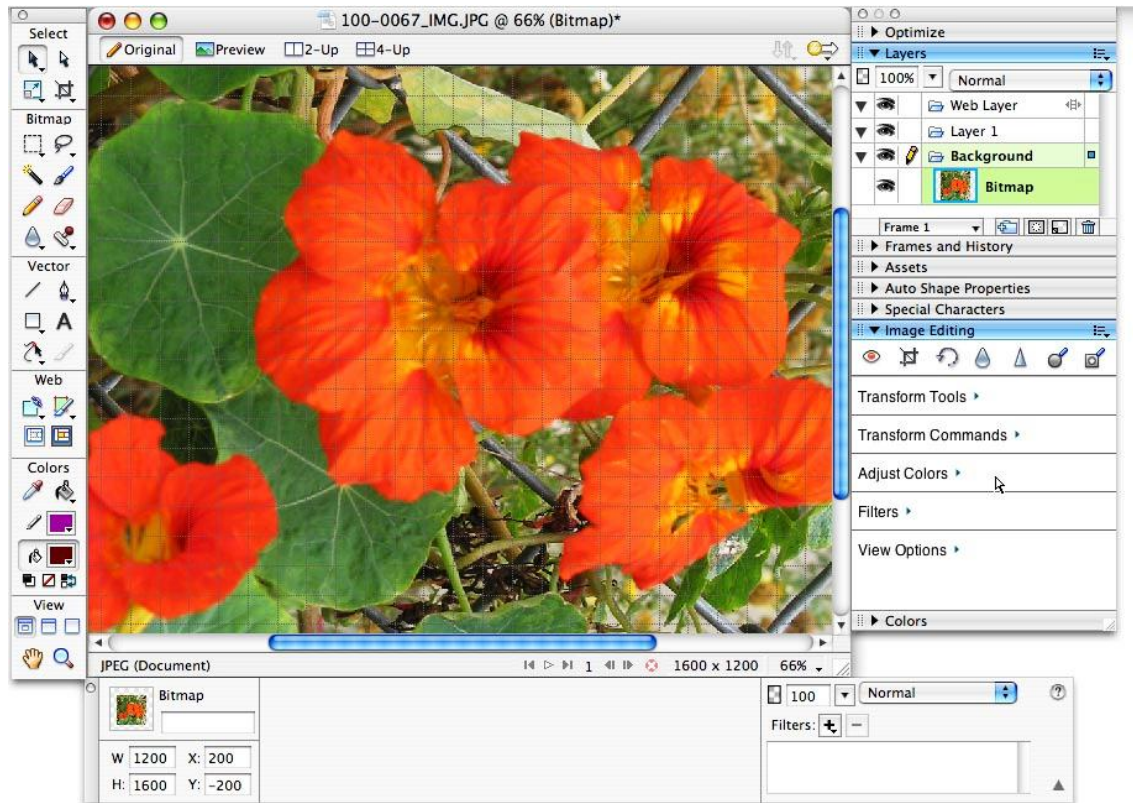 Select
Bitmap
Vector
A
Web
Colors
View
100-0067_IMG.JPG @ 66% (Bitmap)*
Original Preview 2-Up 4-Up
JPEG (Document) 1 1600 x 1200 66%
Optimize
Layers
100% Normal
Web Layer
Layer 1
Background
Bitmap
Frame 1
Frames and History
Assets
Auto Shape Properties
Special Characters
Image Editing
Transform Tools
Transform Commands
Adjust Colors
Filters
View Options
Colors
Bitmap
W 1200 X: 200
H: 1600 Y: -200
100 Normal ?
Filters: + -